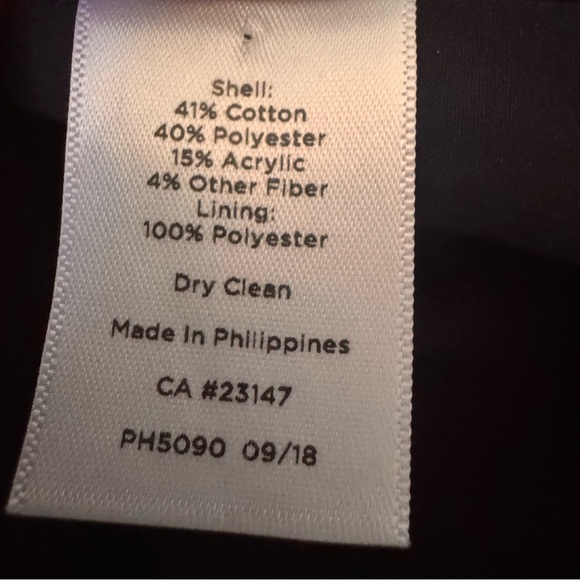 Shell:
41% Cotton
40% Polyester
15% Acrylic
4% Other Fiber
Lining:
100% Polyester
Dry Clean
Made In Philippines
CA #23147
PH5090 09/18